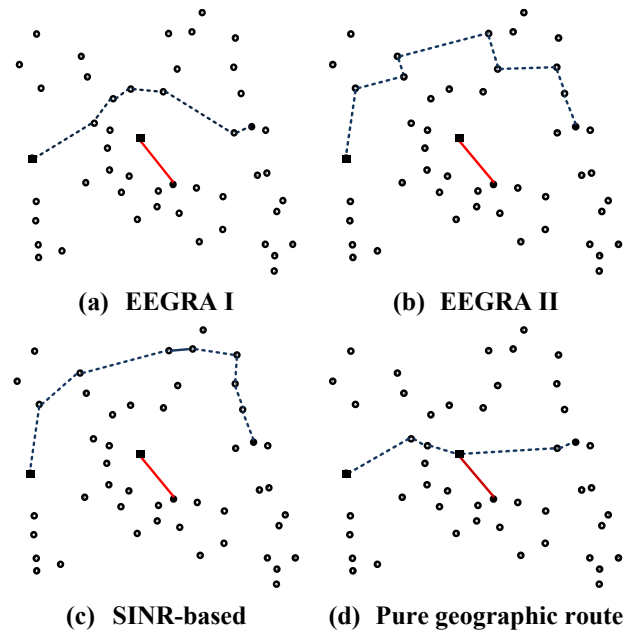 (a) EEGRA I
(b) EEGRA II
(c) SINR-based
(d) Pure geographic route